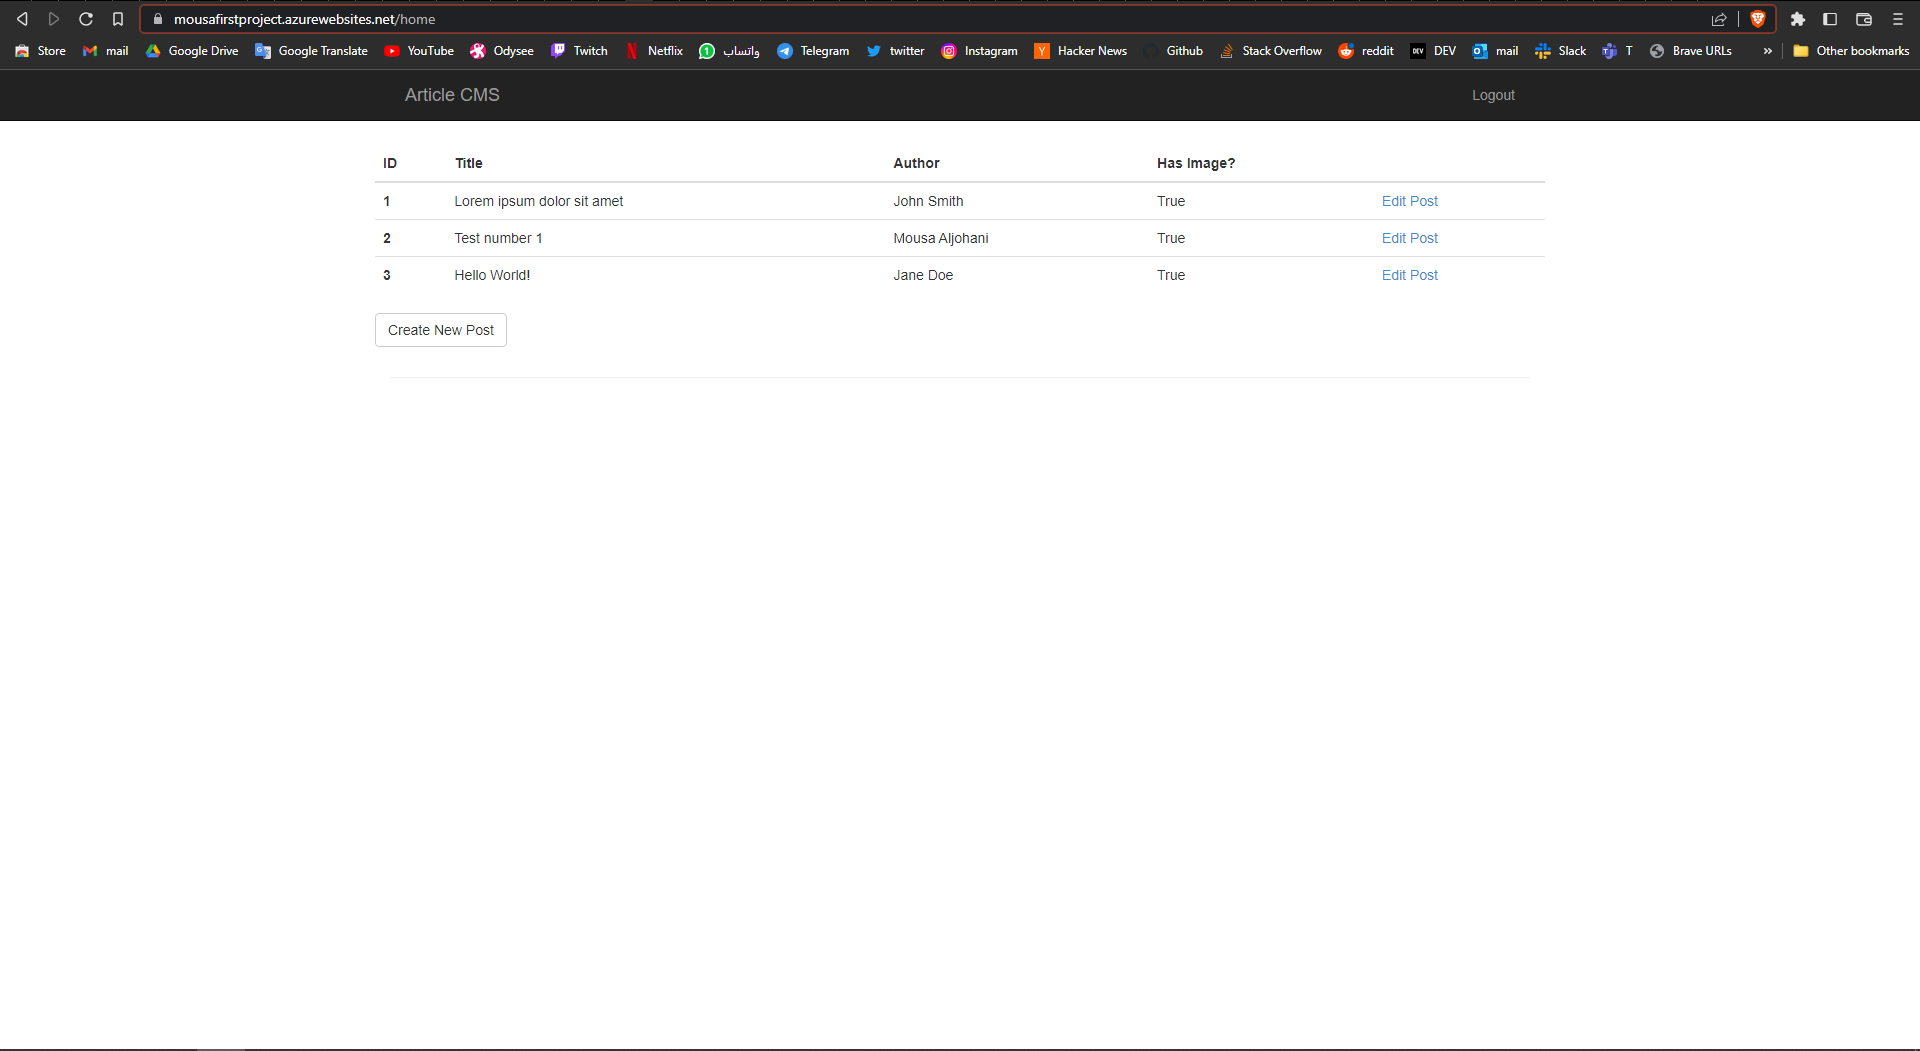 mousafirstproject.azurewebsites.net/home
Store mail Google Drive Google Translate YouTube Odysee Twitch Netflix واتساب Telegram twitter Instagram Hacker News Github Stack Overflow reddit DEV DEV mail Slack T Brave URLs » Other bookmarks
Article CMS Logout
ID Title Author Has Image?
1 Lorem ipsum dolor sit amet John Smith True Edit Post
2 Test number 1 Mousa Aljohani True Edit Post
3 Hello World! Jane Doe True Edit Post
Create New Post